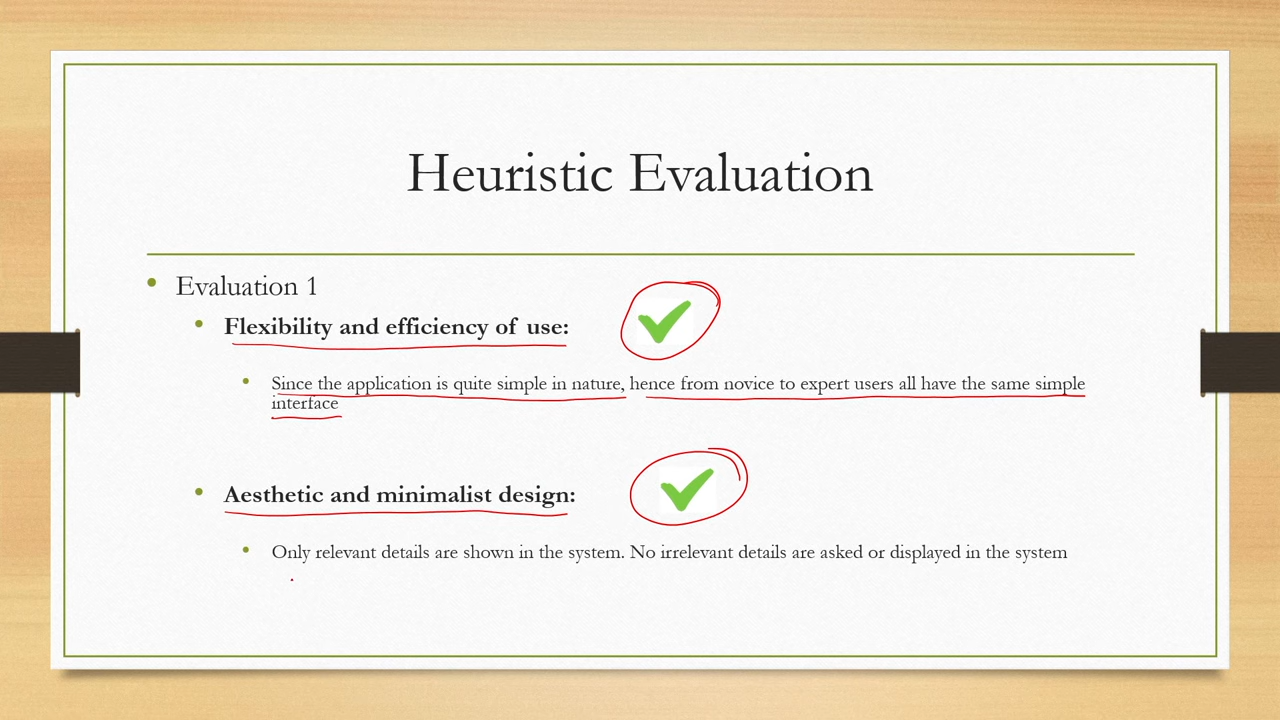 Heuristic Evaluation
Evaluation 1
Flexibility and efficiency of use:
Since the application is quite simple in nature, hence from novice to expert users all have the same simple
interface
Aesthetic and minimalist design:
Only relevant details are shown in the system. No irrelevant details are asked or displayed in the system